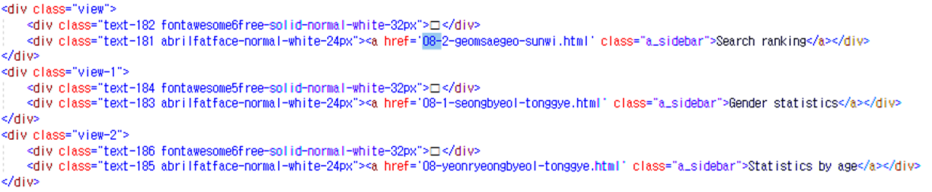 <div class="view">
<div class="text-182 fontawesome6free-solid-normal-white-32px">□</div>
<div class="text-181 abrilfatface-normal-white-24px"><a href='08-2-geomsaegeo-sunwi.html' class="a_sidebar">Search ranking</a></div>
</div>
<div class="view-1">
<div class="text-184 fontawesome5free-solid-normal-white-32px">□</div>
<div class="text-183 abrilfatface-normal-white-24px"><a href='08-1-seongbyeol-tonggye.html' class="a_sidebar">Gender statistics</a></div>
</div>
<div class="view-2">
<div class="text-186 fontawesome6free-solid-normal-white-32px">□</div>
<div class="text-185 abrilfatface-normal-white-24px"><a href='08-yeonryeongbyeol-tonggye.html' class="a_sidebar">Statistics by age</a></div>
</div>